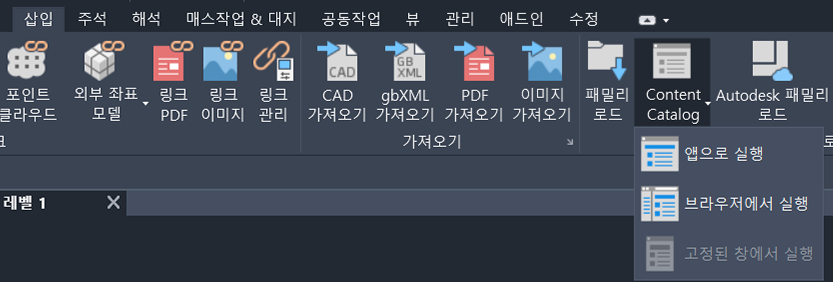 삽입 주석 해석 매스작업 & 대지 공동작업 뷰 관리 애드인 수정
포인트 외부 좌표 링크 링크 링크 CAD gbXML PDF 이미지 패밀리 Content Autodesk 패밀리
클라우드 모델 PDF 이미지 관리 가져오기 가져오기 가져오기 가져오기 로드 Catalog 로드
가져오기
앱으로 실행
레벨 1 브라우저에서 실행
고정된 창에서 실행